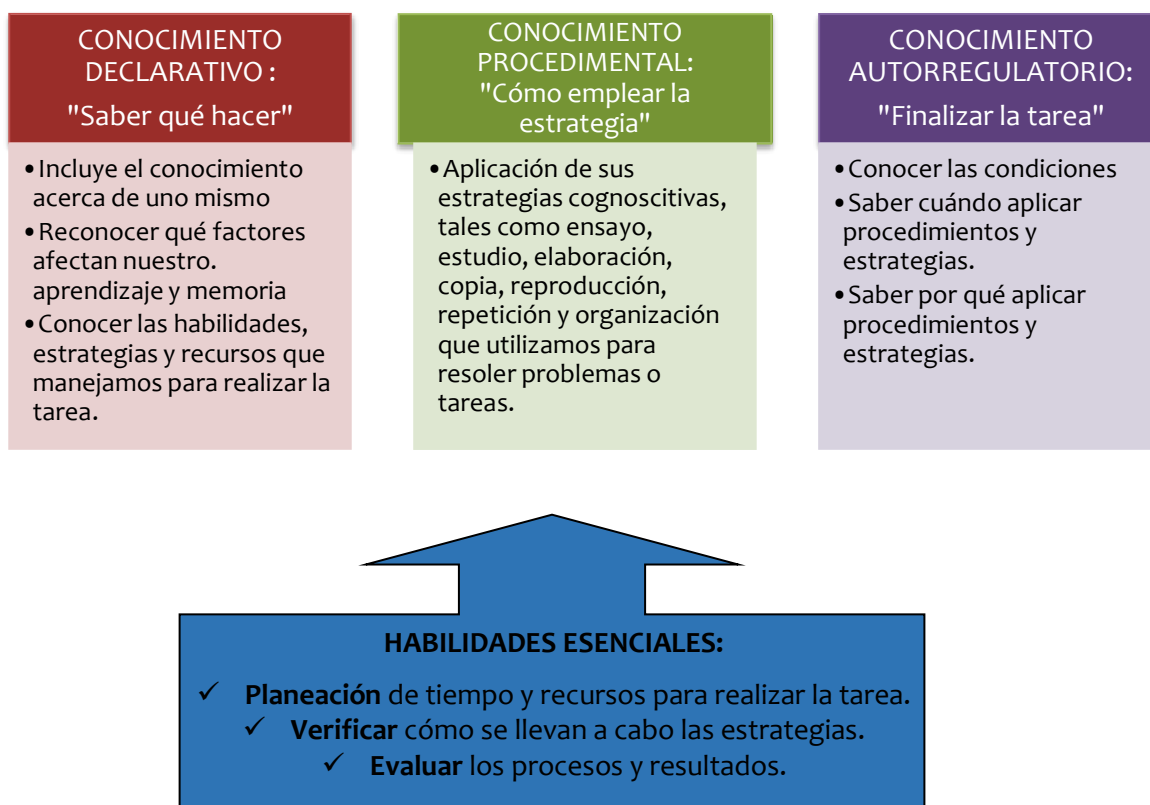 CONOCIMIENTO
DECLARATIVO :
"Saber qué hacer"
•Incluye el conocimiento
acerca de uno mismo
•Reconocer qué factores
afectan nuestro.
aprendizaje y memoria
•Conocer las habilidades,
estrategias y recursos que
manejamos para realizar la
tarea.
CONOCIMIENTO
PROCEDIMENTAL:
"Cómo emplear la
estrategia"
•Aplicación de sus
estrategias cognoscitivas,
tales como ensayo,
estudio, elaboración,
copia, reproducción,
repetición y organización
que utilizamos para
resoler problemas o
tareas.
CONOCIMIENTO
AUTORREGULATORIO:
"Finalizar la tarea"
•Conocer las condiciones
•Saber cuándo aplicar
procedimientos y
estrategias.
•Saber por qué aplicar
procedimientos y
estrategias.
HABILIDADES ESENCIALES:
✓ Planeación de tiempo y recursos para realizar la tarea.
✓ Verificar cómo se llevan a cabo las estrategias.
✓ Evaluar los procesos y resultados.